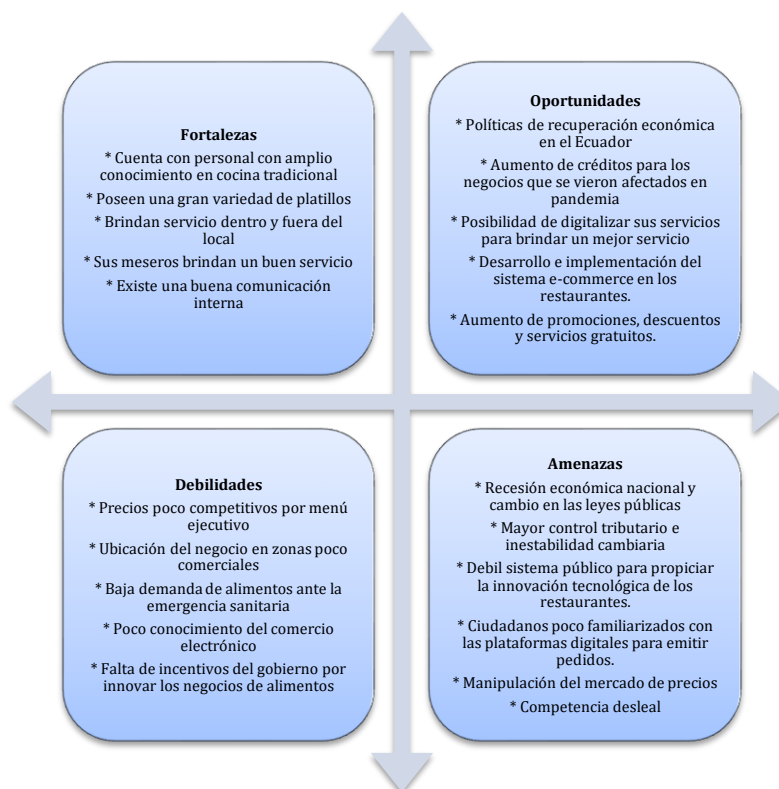 Fortalezas
* Cuenta con personal con amplio
conocimiento en cocina tradicional
* Poseen una gran variedad de platillos
* Brindan servicio dentro y fuera del
local
* Sus meseros brindan un buen servicio
* Existe una buena comunicación
interna
Oportunidades
* Políticas de recuperación económica
en el Ecuador
* Aumento de créditos para los
negocios que se vieron afectados en
pandemia
* Posibilidad de digitalizar sus servicios
para brindar un mejor servicio
* Desarrollo e implementación del
sistema e-commerce en los
restaurantes.
* Aumento de promociones, descuentos
y servicios gratuitos.
Debilidades
* Precios poco competitivos por menú
ejecutivo
* Ubicación del negocio en zonas poco
comerciales
* Baja demanda de alimentos ante la
emergencia sanitaria
* Poco conocimiento del comercio
electrónico
* Falta de incentivos del gobierno por
innovar los negocios de alimentos
Amenazas
* Recesión económica nacional y
cambio en las leyes públicas
* Mayor control tributario e
inestabilidad cambiaria
* Debil sistema público para propiciar
la innovación tecnológica de los
restaurantes.
* Ciudadanos poco familiarizados con
las plataformas digitales para emitir
pedidos.
* Manipulación del mercado de precios
* Competencia desleal